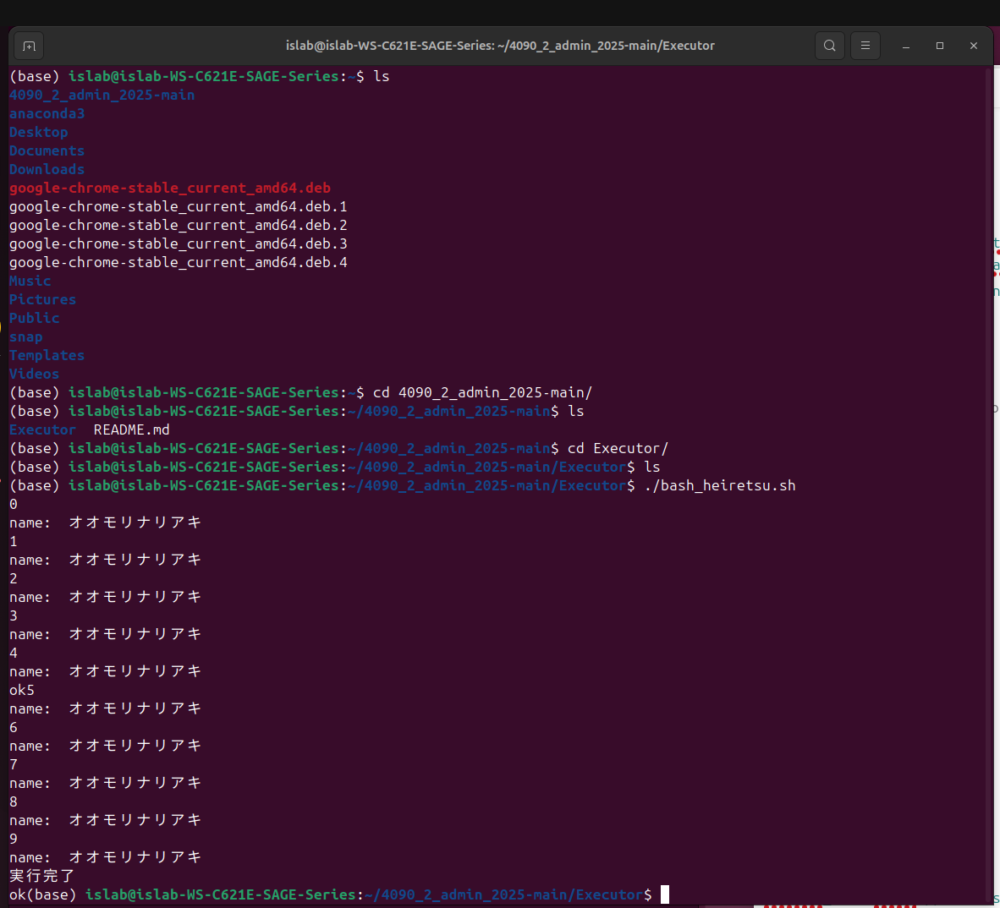 islab@islab-WS-C621E-SAGE-Series: ~/4090_2_admin_2025-main/Executor
(base) islab@islab-WS-C621E-SAGE-Series:~$ ls
4090_2_admin_2025-main
anaconda3
Desktop
Documents
Downloads
google-chrome-stable_current_amd64.deb
google-chrome-stable_current_amd64.deb.1
google-chrome-stable_current_amd64.deb.2
google-chrome-stable_current_amd64.deb.3
google-chrome-stable_current_amd64.deb.4
Music
Pictures
Public
snap
Templates
Videos
(base) islab@islab-WS-C621E-SAGE-Series:~$ cd 4090_2_admin_2025-main/
(base) islab@islab-WS-C621E-SAGE-Series:~/4090_2_admin_2025-main$ ls
Executor  README.md
(base) islab@islab-WS-C621E-SAGE-Series:~/4090_2_admin_2025-main$ cd Executor/
(base) islab@islab-WS-C621E-SAGE-Series:~/4090_2_admin_2025-main/Executor$ ls
(base) islab@islab-WS-C621E-SAGE-Series:~/4090_2_admin_2025-main/Executor$ ./bash_heiretsu.sh
0
name:  オオモリナリアキ
1
name:  オオモリナリアキ
2
name:  オオモリナリアキ
3
name:  オオモリナリアキ
4
name:  オオモリナリアキ
ok5
name:  オオモリナリアキ
6
name:  オオモリナリアキ
7
name:  オオモリナリアキ
8
name:  オオモリナリアキ
9
name:  オオモリナリアキ
実行完了
ok(base) islab@islab-WS-C621E-SAGE-Series:~/4090_2_admin_2025-main/Executor$